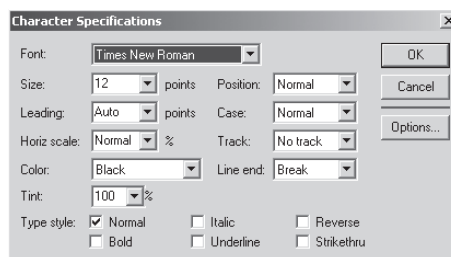 Character Specifications
Font: Times New Roman OK
Size: 12 points Position: Normal Cancel
Leading: Auto points Case: Normal
Horiz scale: Normal % Track: No track Options...
Color: Black Line end: Break
Tint: 100 %
Type style: Normal Italic Reverse
Bold Underline Strikethru